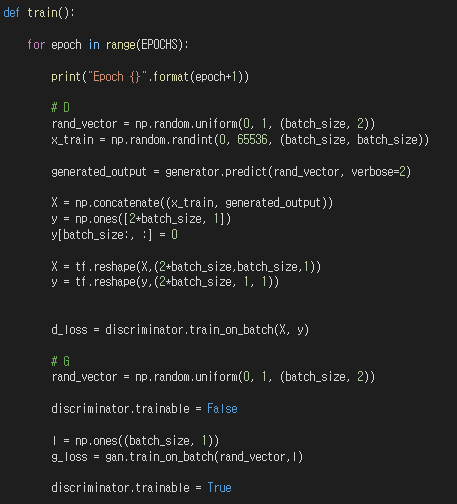 def train():
for epoch in range(EPOCHS):
print("Epoch {}".format(epoch+1))
# D
rand_vector = np.random.uniform(0, 1, (batch_size, 2))
x_train = np.random.randint(0, 65536, (batch_size, batch_size))
generated_output = generator.predict(rand_vector, verbose=2)
X = np.concatenate((x_train, generated_output))
y = np.ones([2*batch_size, 1])
y[batch_size:, :] = 0
X = tf.reshape(X,(2*batch_size,batch_size,1))
y = tf.reshape(y,(2*batch_size, 1, 1))
d_loss = discriminator.train_on_batch(X, y)
# G
rand_vector = np.random.uniform(0, 1, (batch_size, 2))
discriminator.trainable = False
l = np.ones((batch_size, 1))
g_loss = gan.train_on_batch(rand_vector,l)
discriminator.trainable = True